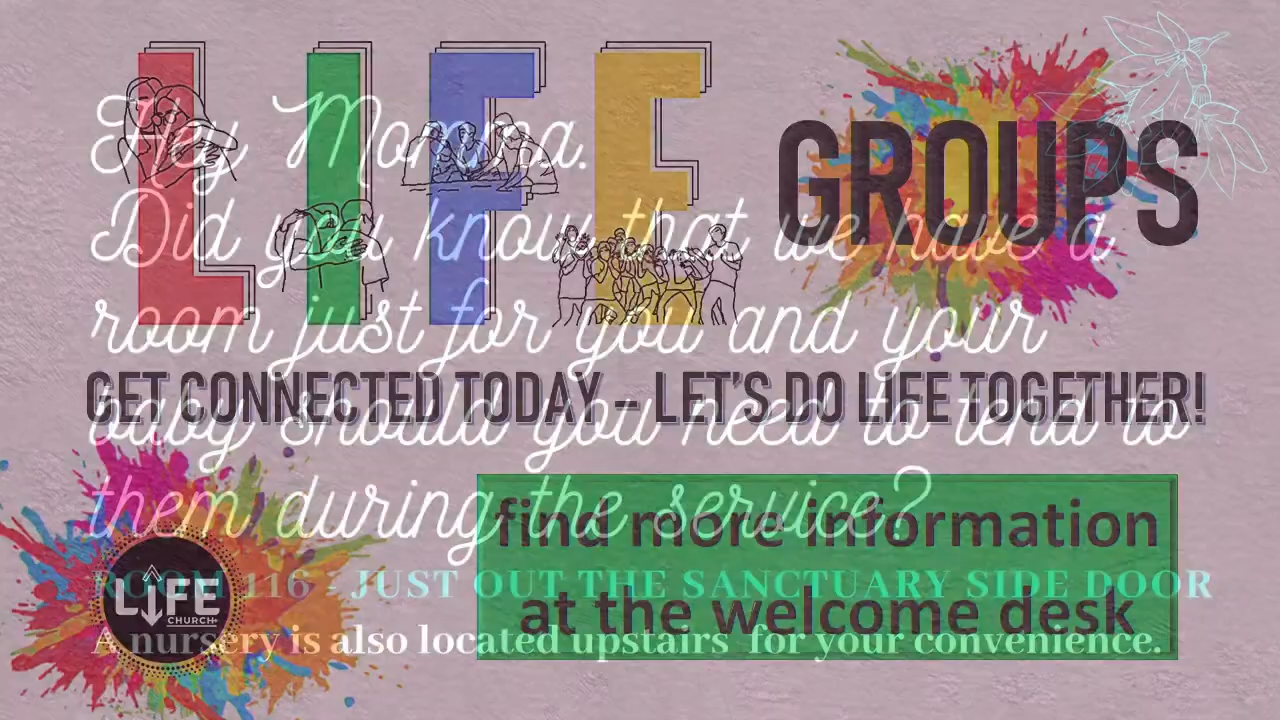 LIFE GROUPS
GET CONNECTED TODAY - LET'S DO LIFE TOGETHER!
find more information
at the welcome desk
LIFE
CHURCH
Hey Momma.
Did you know that we have a
room just for you and your
baby should you need to tend to
them during the service?
ROOM 116 - JUST OUT THE SANCTUARY SIDE DOOR
A nursery is also located upstairs for your convenience.